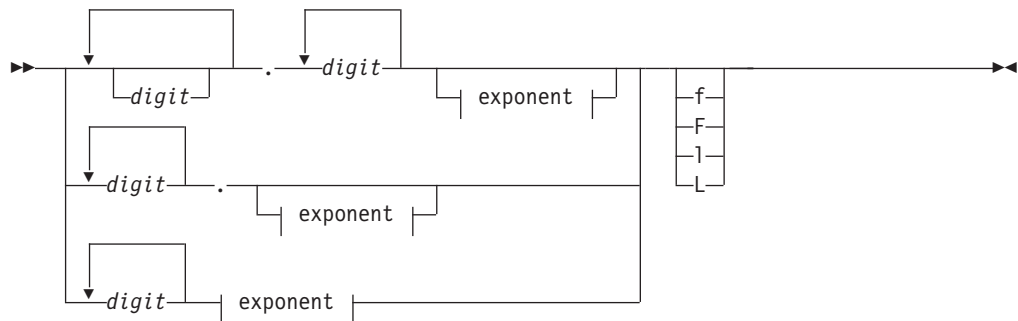 . digit
digit exponent f
F
l
digit . L
exponent
digit exponent